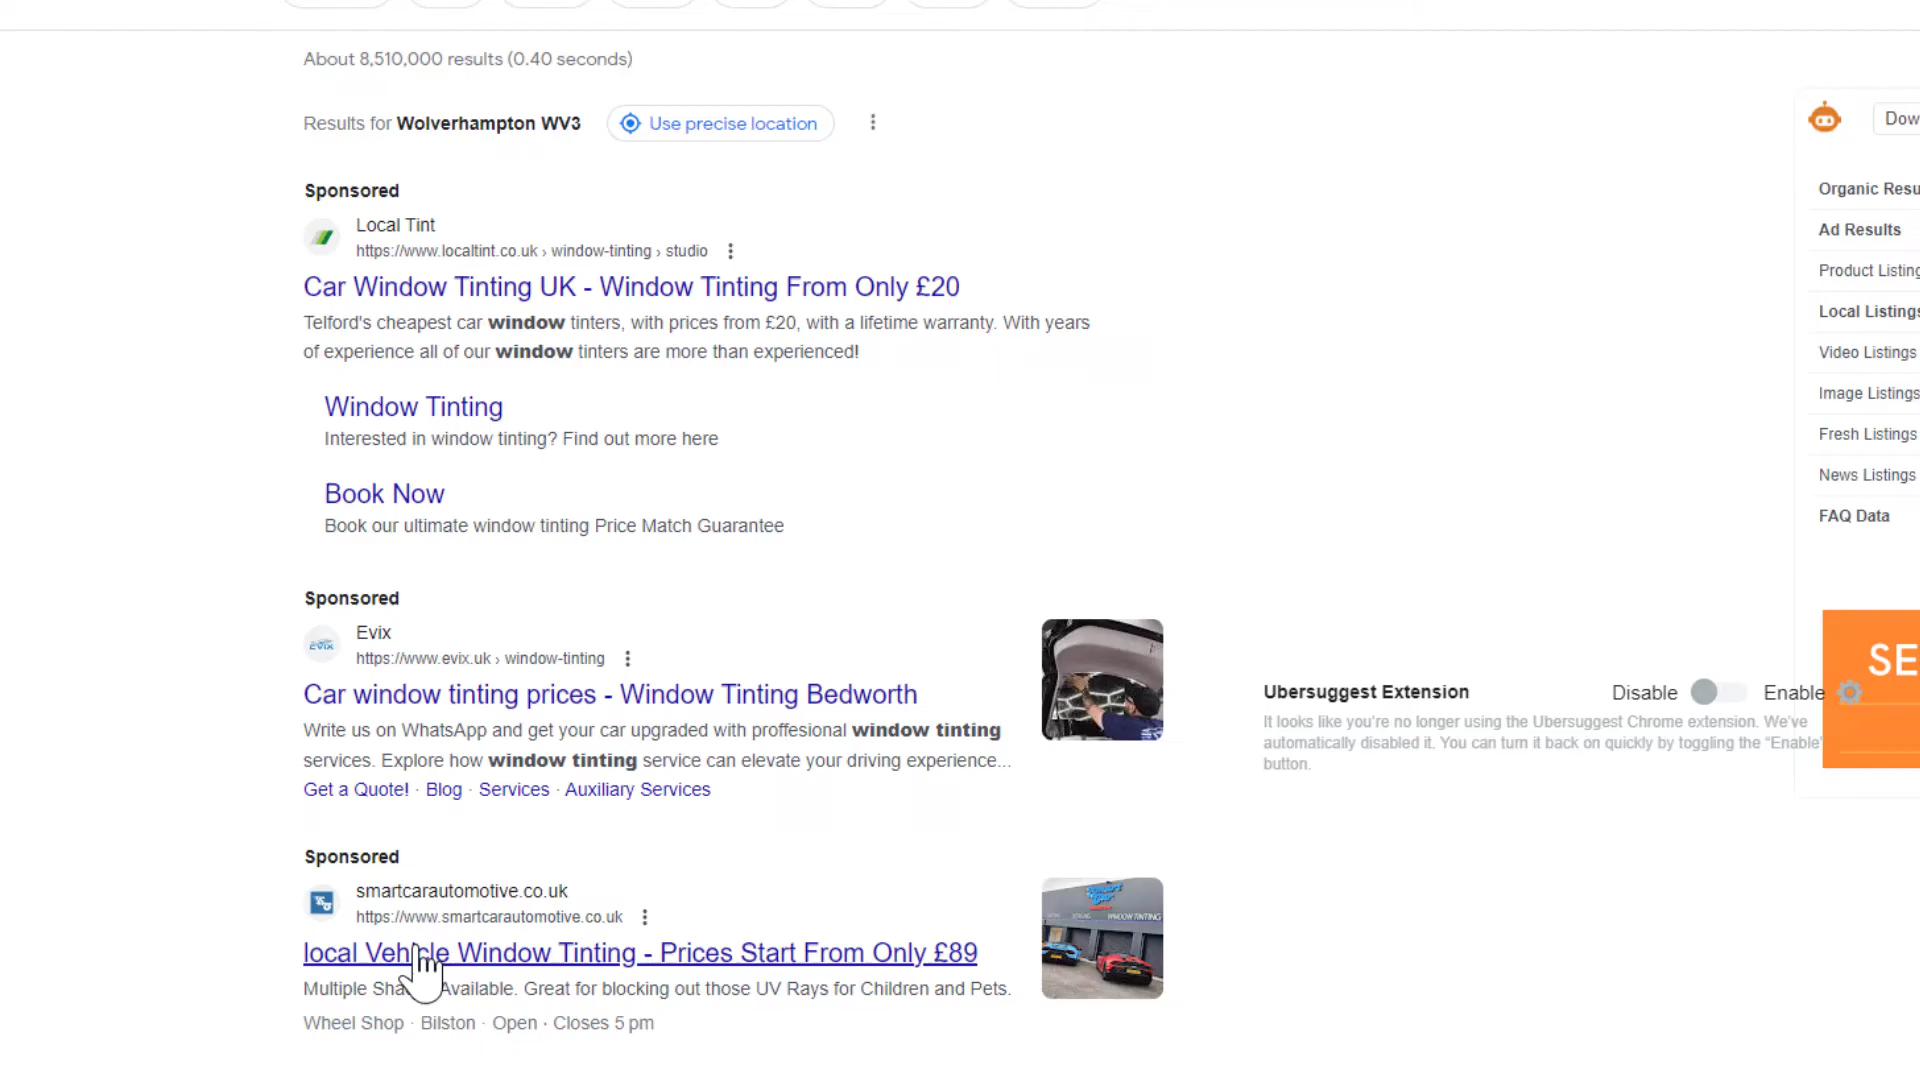 About 8,510,000 results (0.40 seconds)
Results for Wolverhampton WV3
Use precise location
Sponsored
Local Tint
https://www.localtint.co.uk › window-tinting › studio
Car Window Tinting UK - Window Tinting From Only £20
Telford's cheapest car window tinters, with prices from £20, with a lifetime warranty. With years
of experience all of our window tinters are more than experienced!
Window Tinting
Interested in window tinting? Find out more here
Book Now
Book our ultimate window tinting Price Match Guarantee
Sponsored
Evix
https://www.evix.uk › window-tinting
Car window tinting prices - Window Tinting Bedworth
Write us on WhatsApp and get your car upgraded with proffesional window tinting
services. Explore how window tinting service can elevate your driving experience...
Get a Quote! · Blog · Services · Auxiliary Services
Sponsored
smartcarautomotive.co.uk
https://www.smartcarautomotive.co.uk
local Vehicle Window Tinting - Prices Start From Only £89
Multiple Available. Great for blocking out those UV Rays for Children and Pets.
Wheel Shop · Bilston · Open · Closes 5 pm
WINDOW TINTING
Ubersuggest Extension
Disable
Enable
It looks like you're no longer using the Ubersuggest Chrome extension. We've
automatically disabled it. You can turn it back on quickly by toggling the "Enable"
button.
Dow
Organic Resu
Ad Results
Product Listing
Local Listings
Video Listings
Image Listings
Fresh Listings
News Listings
FAQ Data
SE